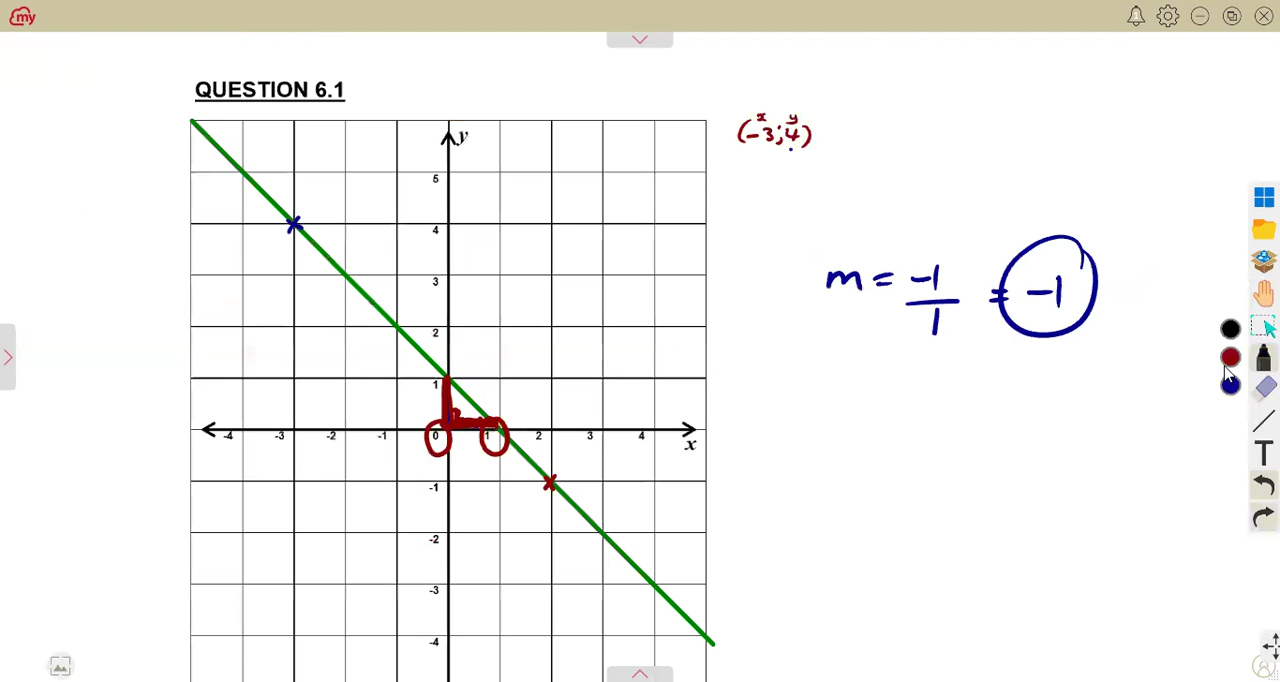 my
QUESTION 6.1
x y
(-3;4)
y
5
4
3
2
1
-4 -3 -2 -1 0 1 2 3 4
x
-1
-2
-3
-4
m = -1/1 = -1
T